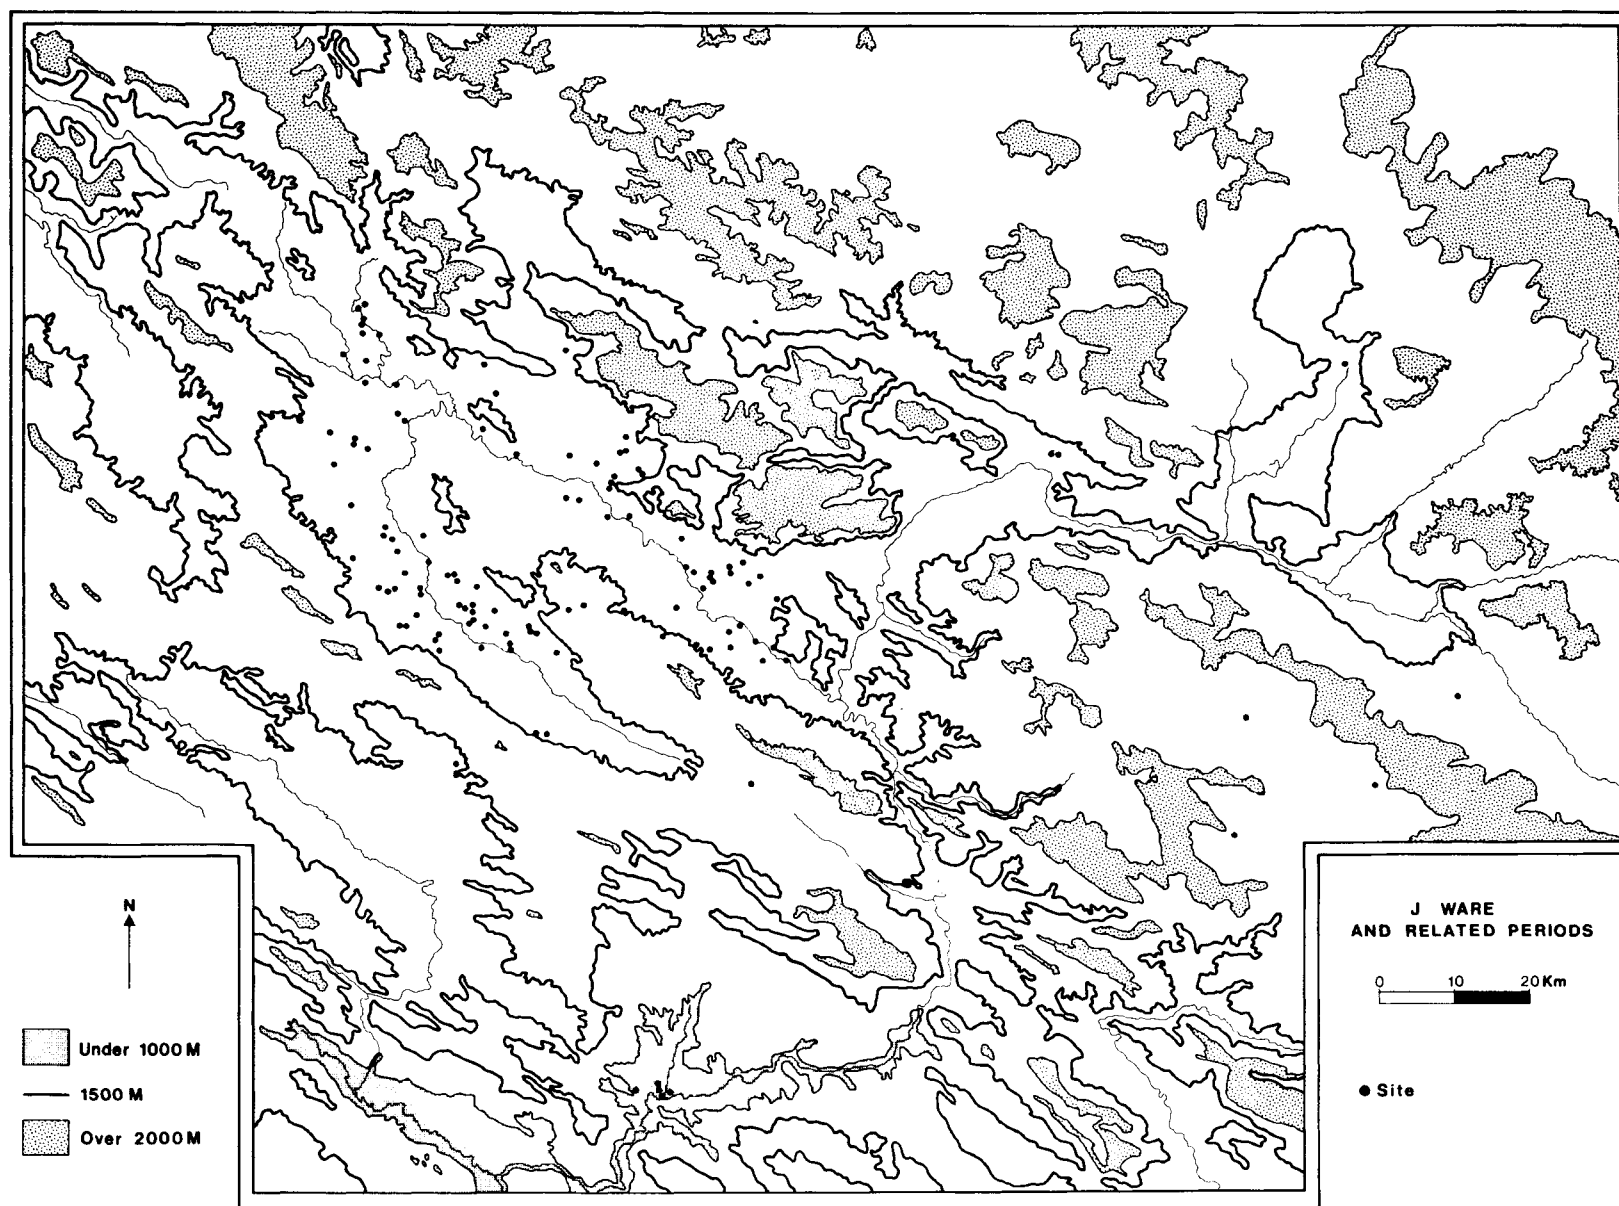 N
Under 1000 M
1500 M
Over 2000 M
J WARE
AND RELATED PERIODS
0 10 20 Km
Site